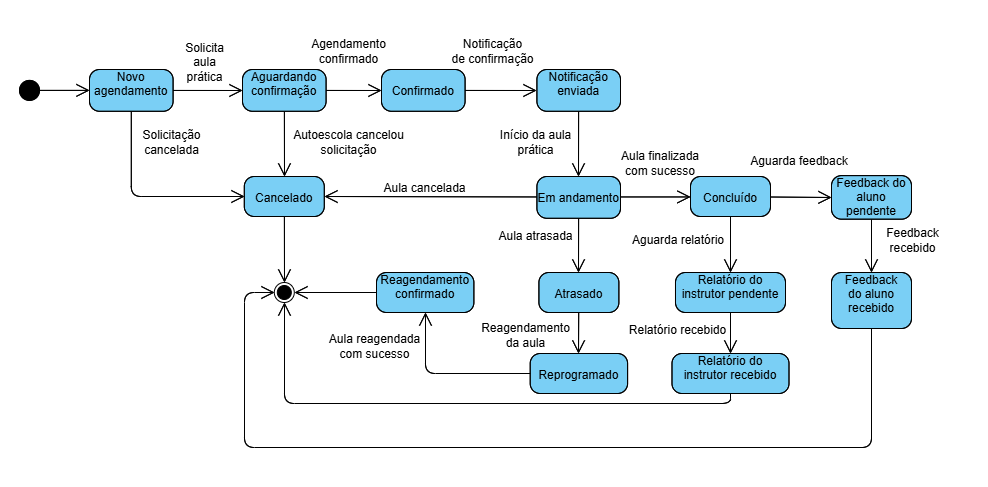 Solicita
aula
prática
Agendamento
confirmado
Notificação
de confirmação
Novo
agendamento
Aguardando
confirmação
Confirmado
Notificação
enviada
Solicitação
cancelada
Autoescola cancelou
solicitação
Início da aula
prática
Aula finalizada
com sucesso
Aguarda feedback
Cancelado
Aula cancelada
Em andamento
Concluído
Feedback do
aluno
pendente
Aula atrasada
Aguarda relatório
Feedback
recebido
Reagendamento
confirmado
Atrasado
Relatório do
instrutor pendente
Feedback
do aluno
recebido
Aula reagendada
com sucesso
Reagendamento
da aula
Relatório recebido
Reprogramado
Relatório do
instrutor recebido